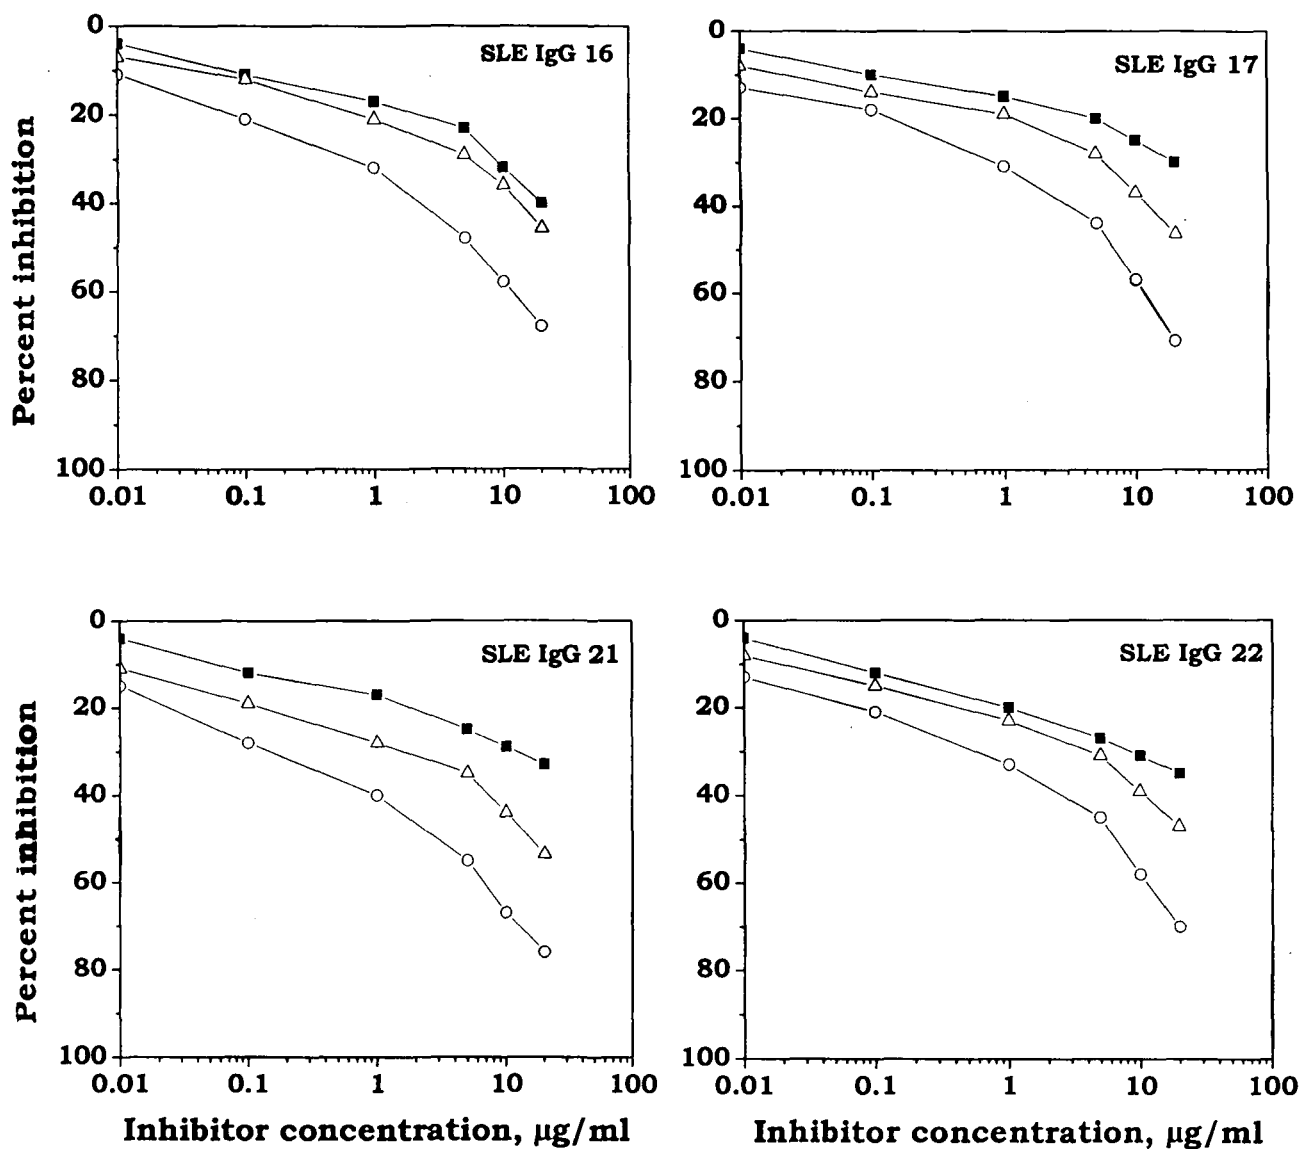 SLE IgG 16
Percent inhibition
0
20
40
60
80
100
0.01 0.1 1 10 100
SLE IgG 17
0
20
40
60
80
100
0.01 0.1 1 10 100
SLE IgG 21
Percent inhibition
0
20
40
60
80
100
0.01 0.1 1 10 100
Inhibitor concentration, µg/ml
SLE IgG 22
0
20
40
60
80
100
0.01 0.1 1 10 100
Inhibitor concentration, µg/ml